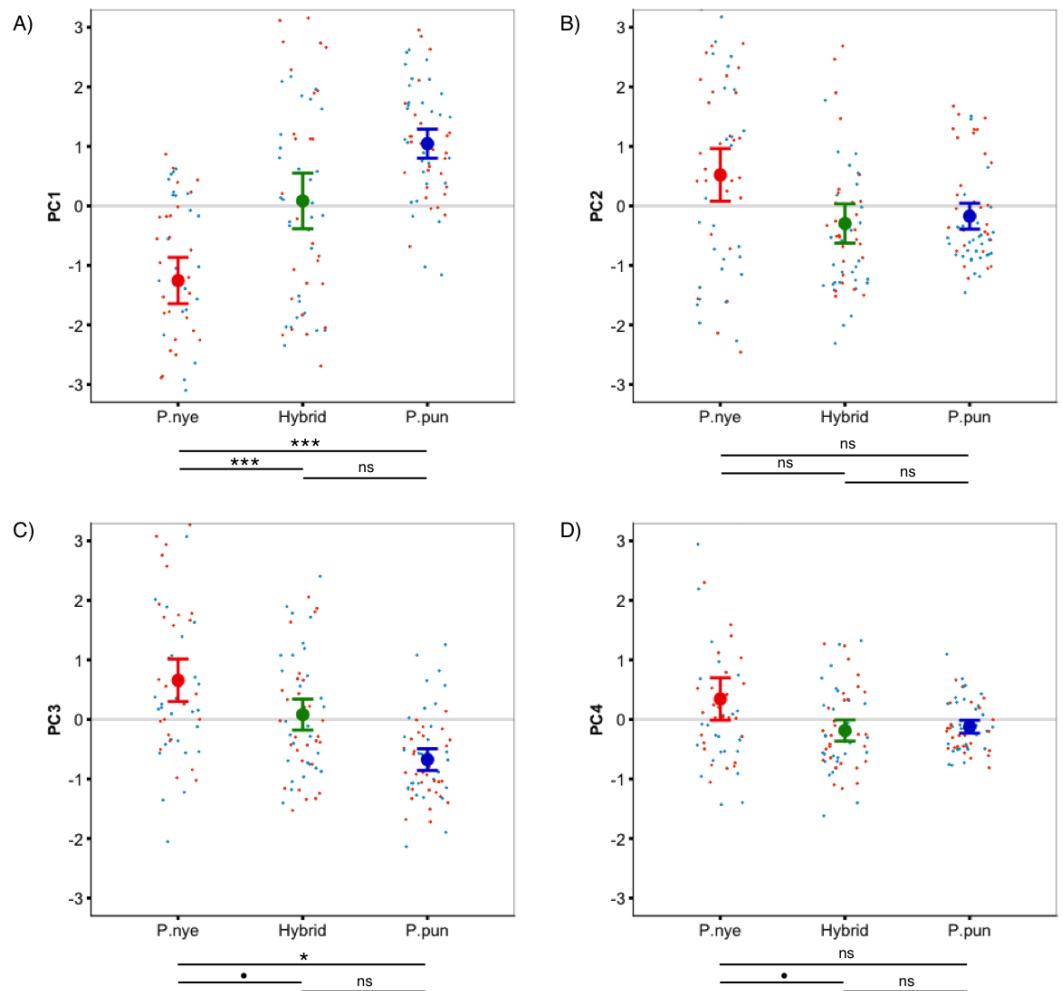 A)
3
2
1
0
-1
-2
-3
PC1
P.nye Hybrid P.pun
***
*** ns
B)
3
2
1
0
-1
-2
-3
PC2
P.nye Hybrid P.pun
ns
ns ns
C)
3
2
1
0
-1
-2
-3
PC3
P.nye Hybrid P.pun
*
• ns
D)
3
2
1
0
-1
-2
-3
PC4
P.nye Hybrid P.pun
ns
• ns